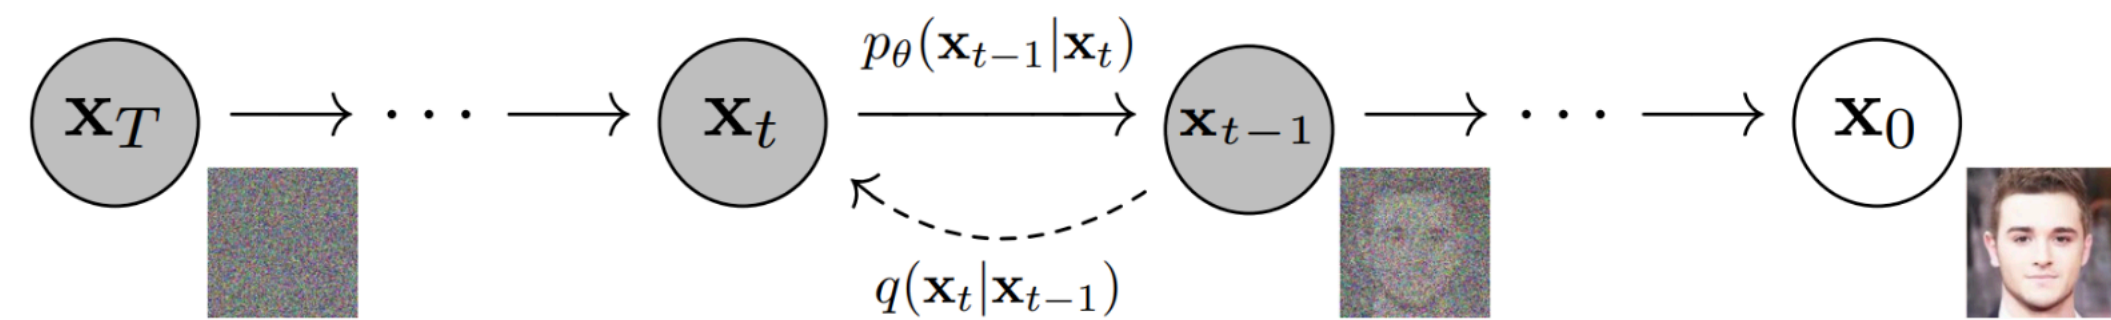 p_θ(x_{t−1}|x_t)
x_T → ··· → x_t → x_{t−1} → ··· → x_0
q(x_t|x_{t−1})